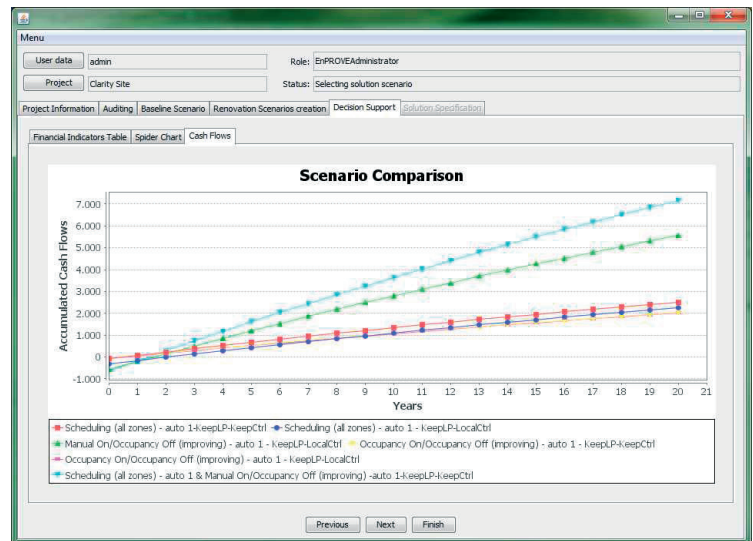 Menu
User data admin Role: EnPROVEAdministrator
Project Clarity Site Status: Selecting solution scenario
Project Information Auditing Baseline Scenario Renovation Scenarios creation Decision Support Solution Specification
Financial Indicators Table Spider Chart Cash Flows
Scenario Comparison
Accumulated Cash Flows
7.000
6.000
5.000
4.000
3.000
2.000
1.000
0
-1.000
0 1 2 3 4 5 6 7 8 9 10 11 12 13 14 15 16 17 18 19 20 21
Years
Scheduling (all zones) - auto 1-KeepLP-KeepCtrl Scheduling (all zones) - auto 1 - KeepLP-LocalCtrl
Manual On/Occupancy Off (improving) - auto 1 - KeepLP-LocalCtrl Occupancy On/Occupancy Off (improving) - auto 1 - KeepLP-KeepCtrl
Occupancy On/Occupancy Off (improving) - auto 1 - KeepLP-LocalCtrl
Scheduling (all zones) - auto 1 & Manual On/Occupancy Off (improving) -auto 1-KeepLP-KeepCtrl
Previous Next Finish